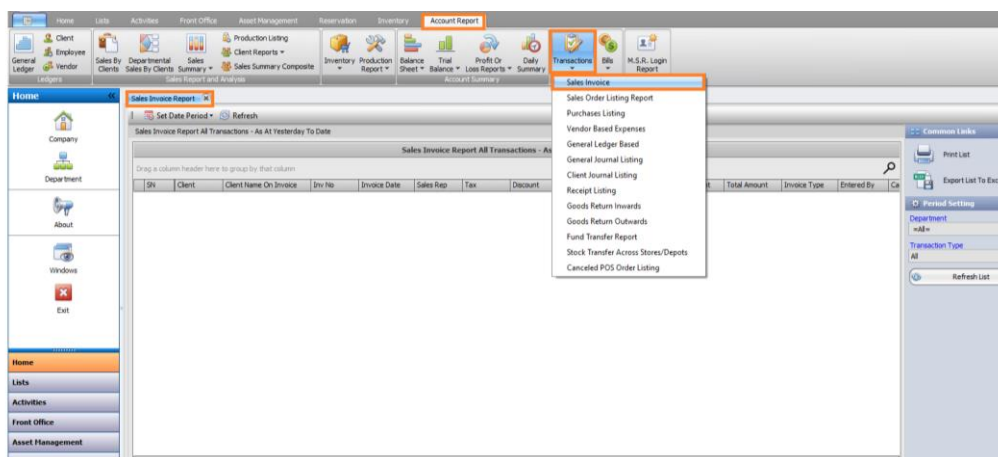 Home Lists Activities Front Office Asset Management Reservation Inventory Account Report
Client
Employee
Vendor
General Ledger
Ledgers
Sales By Clients
Departmental Sales By Clients
Sales Summary
Production Listing
Client Reports
Sales Summary Composite
Sales Report and Analysis
Inventory
Production Report
Balance Sheet
Trial Balance
Profit Or Loss Reports
Daily Summary
Account Summary
Transactions
Bills
M.S.R. Login Report
Sales Invoice
Sales Order Listing Report
Purchases Listing
Vendor Based Expenses
General Ledger Based
General Journal Listing
Client Journal Listing
Receipt Listing
Goods Return Inwards
Goods Return Outwards
Fund Transfer Report
Stock Transfer Across Stores/Depots
Canceled POS Order Listing
Home
Company
Department
About
Windows
Exit
Home
Lists
Activities
Front Office
Asset Management
Sales Invoice Report
Set Date Period Refresh
Sales Invoice Report All Transactions - As At Yesterday To Date
Sales Invoice Report All Transactions - As
Drag a column header here to group by that column
SN Client Client Name On Invoice Inv No Invoice Date Sales Rep Tax Discount Total Amount Invoice Type Entered By Ca
Common Links
Print List
Export List To Exc
Period Setting
Department
=All=
Transaction Type
All
Refresh List